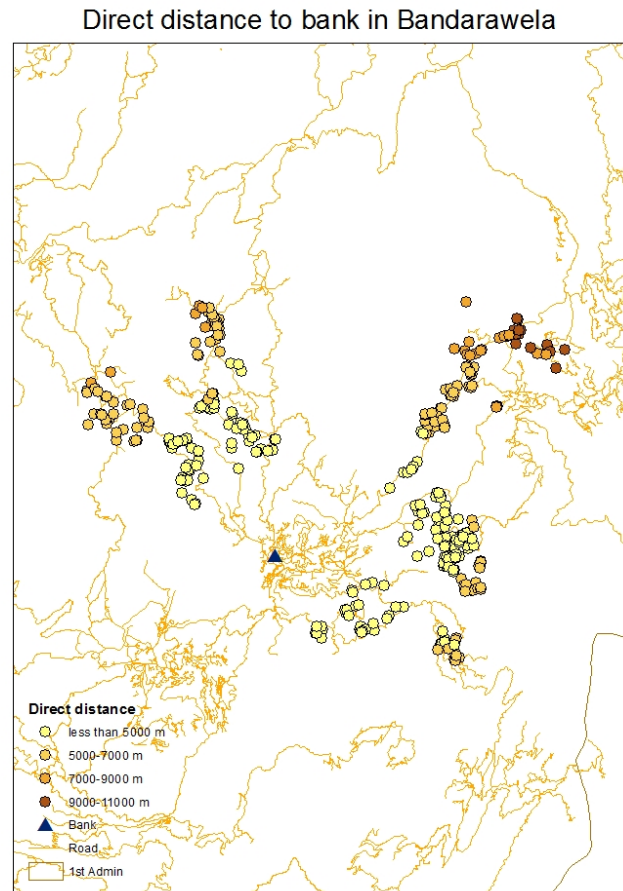 Direct distance to bank in Bandarawela
Direct distance
less than 5000 m
5000-7000 m
7000-9000 m
9000-11000 m
Bank
Road
1st Admin